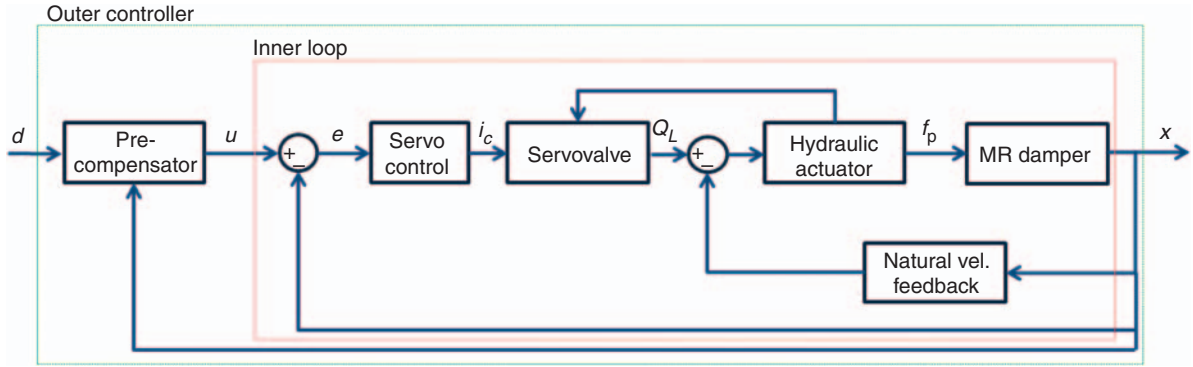 Outer controller
Inner loop
d
Pre-
compensator
u
+
−
e
Servo
control
i_c
Servovalve
Q_L
+
−
Hydraulic
actuator
f_p
MR damper
x
Natural vel.
feedback